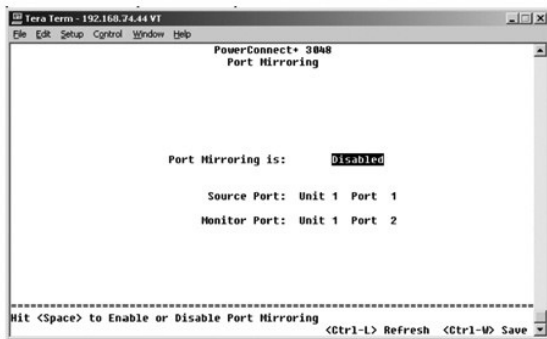 Tera Term - 192.168.74.44 VT
File Edit Setup Control Window Help
PowerConnect+ 3048
Port Mirroring
Port Mirroring is: Disabled
Source Port: Unit 1 Port 1
Monitor Port: Unit 1 Port 2
Hit <Space> to Enable or Disable Port Mirroring
<Ctrl-L> Refresh <Ctrl-W> Save